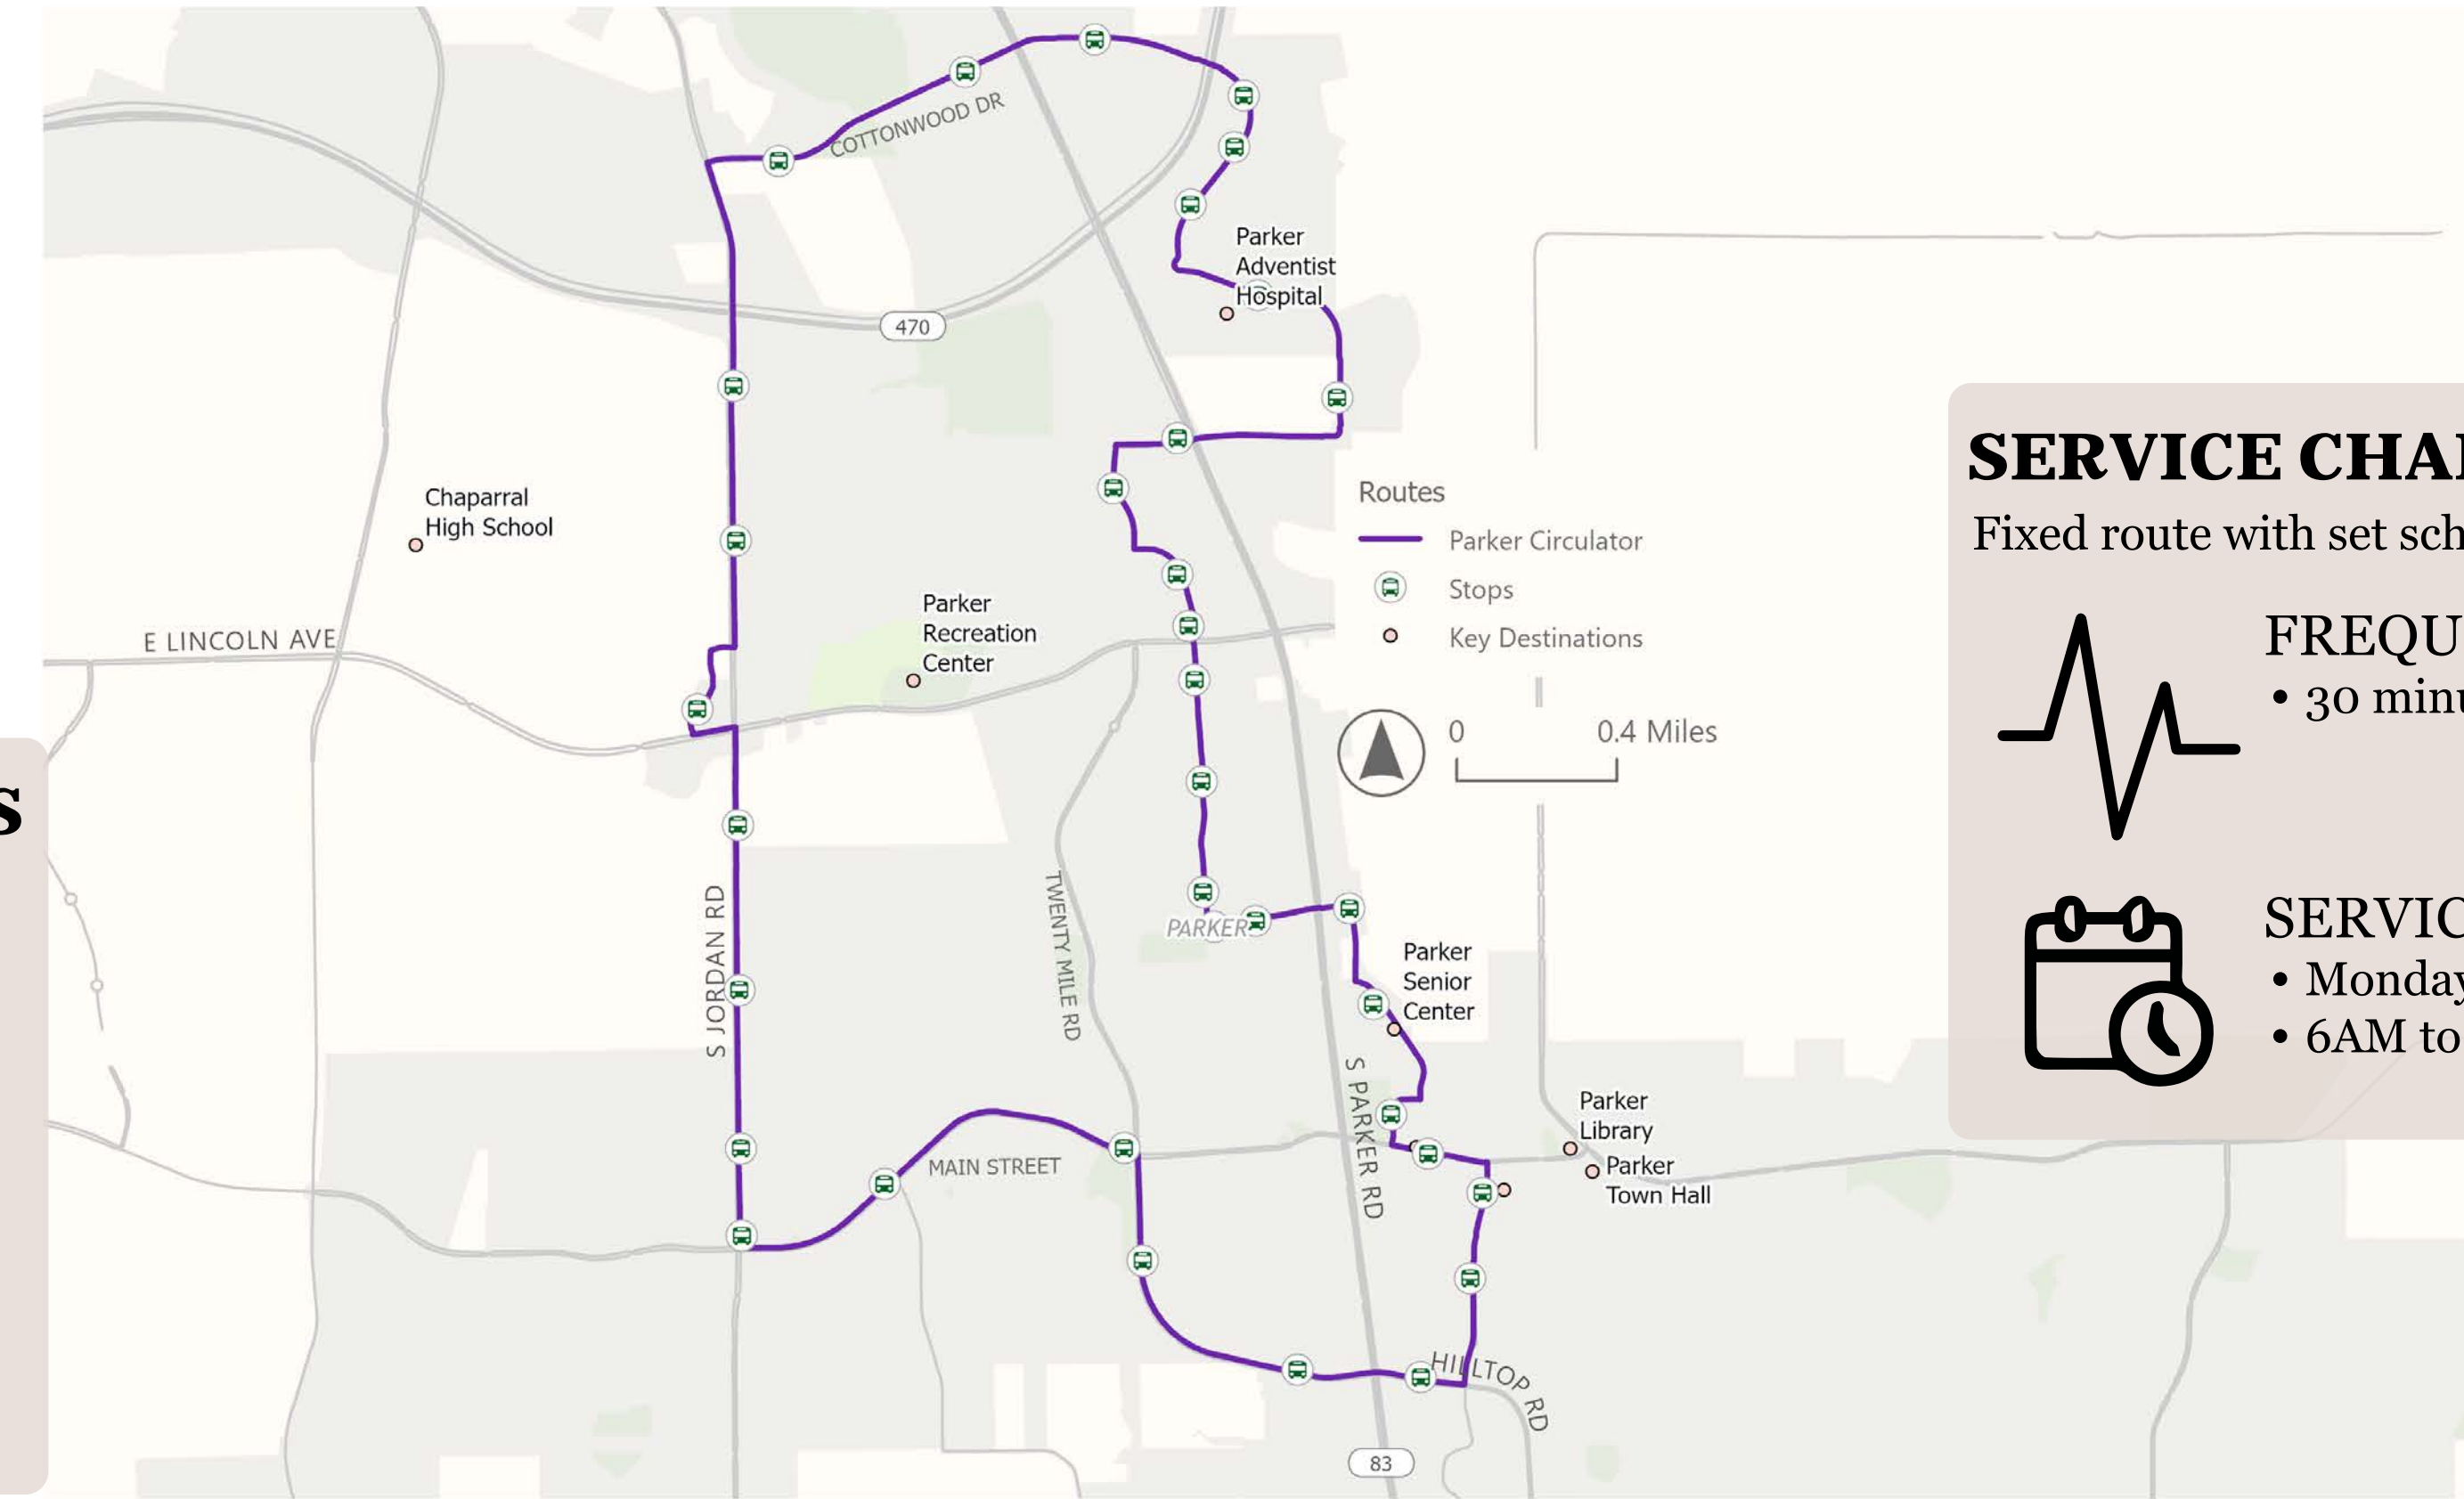 COTTONWOOD DR
Parker
Adventist
Hospital
470
Chaparral
High School
Routes
Parker Circulator
Stops
Key Destinations
Parker
Recreation
Center
E LINCOLN AVE
0 0.4 Miles
S JORDAN RD
TWENTY MILE RD
PARKER
Parker
Senior
Center
S PARKER RD
MAIN STREET
Parker
Library
Parker
Town Hall
HILLTOP RD
83
S
SERVICE CHA
Fixed route with set sch
FREQU
• 30 minu
SERVIC
• Monday
• 6AM to